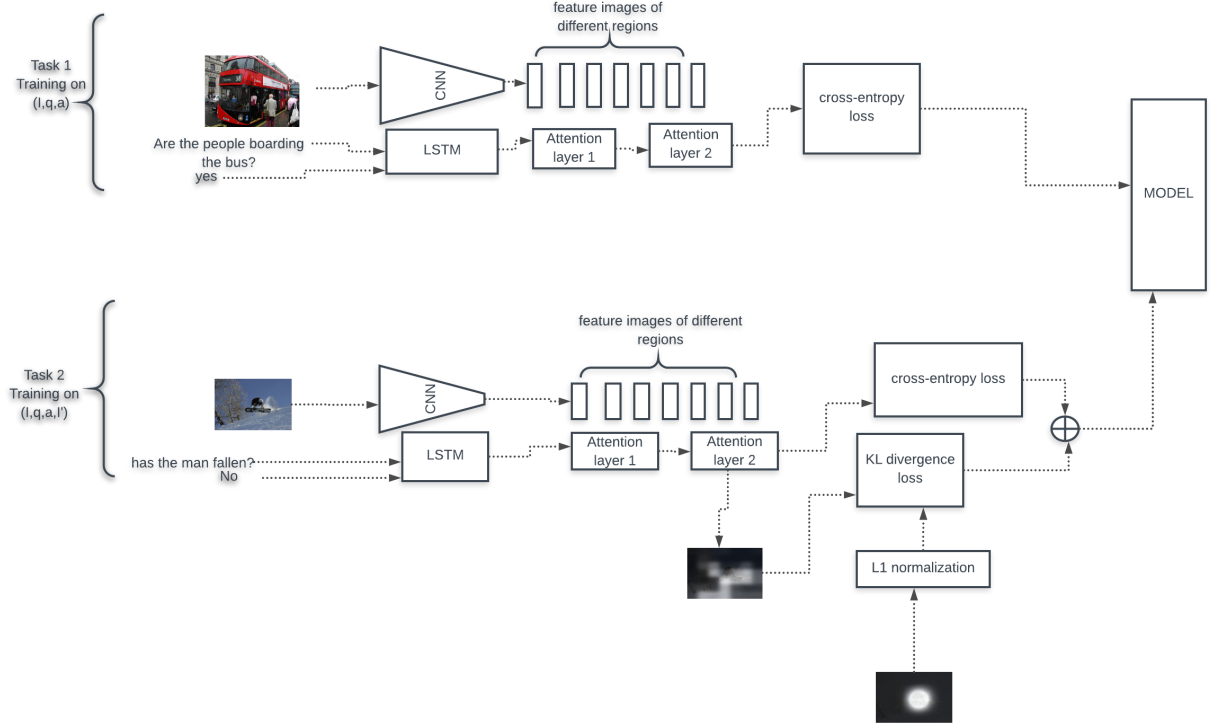 feature images of
different regions
Task 1
Training on
(I,q,a)
CNN
cross-entropy
loss
Are the people boarding
the bus?
yes
LSTM
Attention
layer 1
Attention
layer 2
MODEL
feature images of different
regions
Task 2
Training on
(I,q,a,I')
CNN
cross-entropy loss
has the man fallen?
No
LSTM
Attention
layer 1
Attention
layer 2
KL divergence
loss
L1 normalization